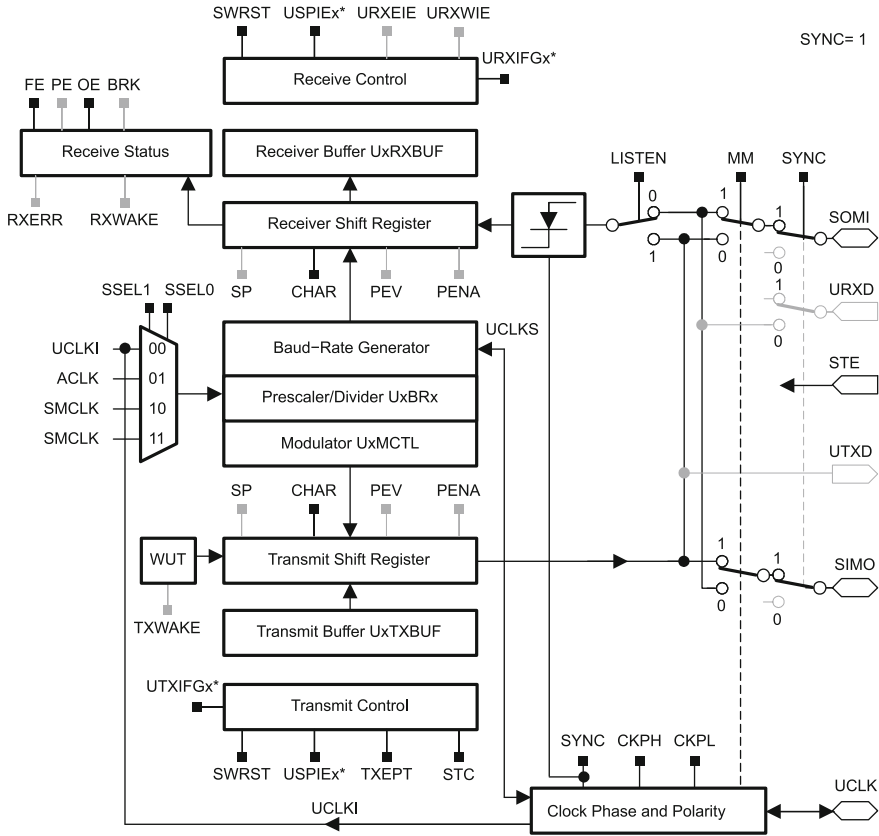 SWRST USPIEx* URXEIE URXWIE
SYNC= 1
Receive Control
URXIFGx*
FE PE OE BRK
Receive Status
Receiver Buffer UxRXBUF
LISTEN MM SYNC
RXERR RXWAKE
Receiver Shift Register
0 1 1 SOMI
1 0 0
SP CHAR PEV PENA
SSEL1 SSEL0
1 URXD
0
UCLKS
UCLKI 00
Baud-Rate Generator
ACLK 01
STE
Prescaler/Divider UxBRx
SMCLK 10
SMCLK 11
Modulator UxMCTL
UTXD
SP CHAR PEV PENA
WUT
Transmit Shift Register
1 1 SIMO
0 0
TXWAKE
Transmit Buffer UxTXBUF
UTXIFGx*
Transmit Control
SWRST USPIEx* TXEPT STC
SYNC CKPH CKPL
UCLKI
Clock Phase and Polarity
UCLK